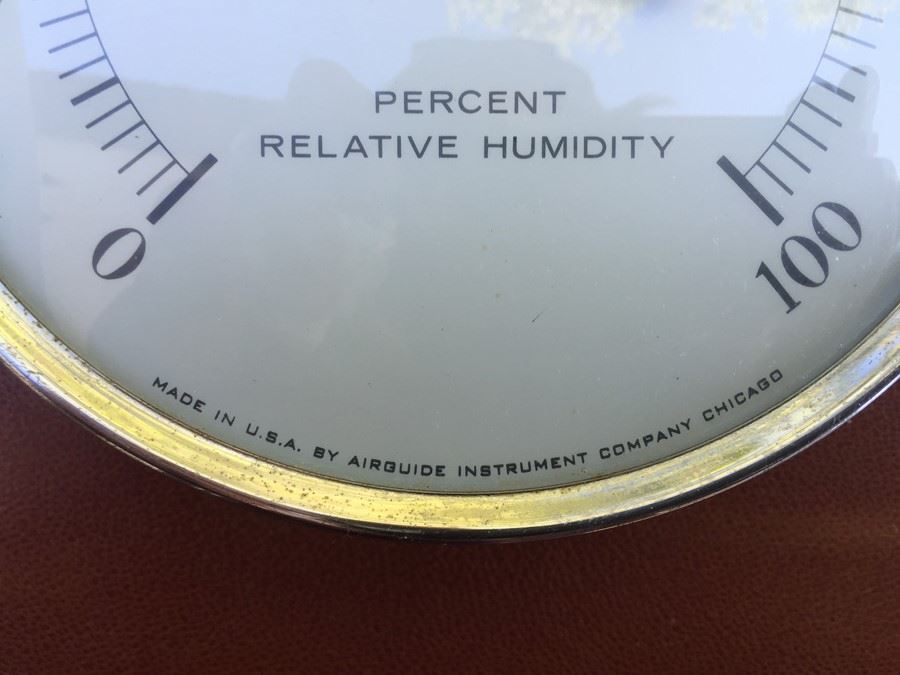 PERCENT
RELATIVE HUMIDITY
0
100
MADE IN U.S.A. BY AIRGUIDE INSTRUMENT COMPANY CHICAGO